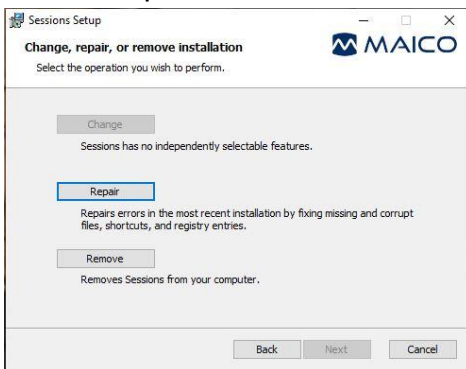 Sessions Setup
Change, repair, or remove installation
MAICO
Select the operation you wish to perform.
Change
Sessions has no independently selectable features.
Repair
Repairs errors in the most recent installation by fixing missing and corrupt
files, shortcuts, and registry entries.
Remove
Removes Sessions from your computer.
Back Next Cancel